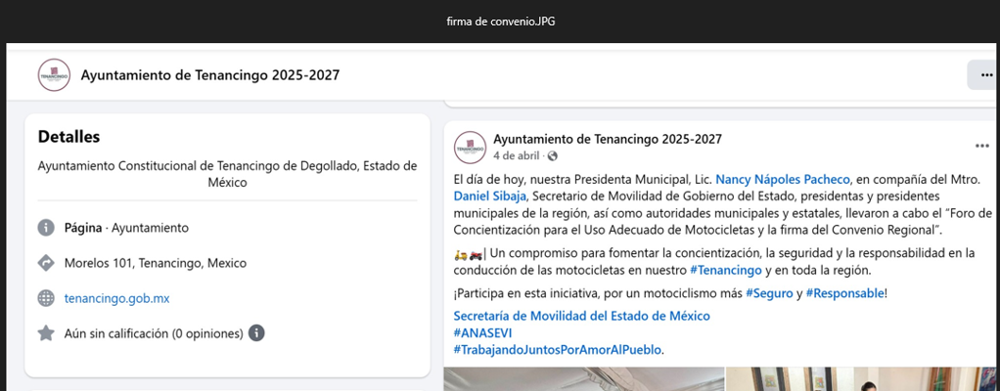 firma de convenio.JPG
Ayuntamiento de Tenancingo 2025-2027
Detalles
Ayuntamiento Constitucional de Tenancingo de Degollado, Estado de
México
Página · Ayuntamiento
Morelos 101, Tenancingo, Mexico
tenancingo.gob.mx
Aún sin calificación (0 opiniones)
Ayuntamiento de Tenancingo 2025-2027
4 de abril ·
El día de hoy, nuestra Presidenta Municipal, Lic. Nancy Nápoles Pacheco, en compañía del Mtro.
Daniel Sibaja, Secretario de Movilidad de Gobierno del Estado, presidentas y presidentes
municipales de la región, así como autoridades municipales y estatales, llevaron a cabo el “Foro de
Concientización para el Uso Adecuado de Motocicletas y la firma del Convenio Regional”.
🛵🏍️| Un compromiso para fomentar la concientización, la seguridad y la responsabilidad en la
conducción de las motocicletas en nuestro #Tenancingo y en toda la región.
¡Participa en esta iniciativa, por un motociclismo más #Seguro y #Responsable!
Secretaría de Movilidad del Estado de México
#ANASEVI
#TrabajandoJuntosPorAmorAlPueblo.